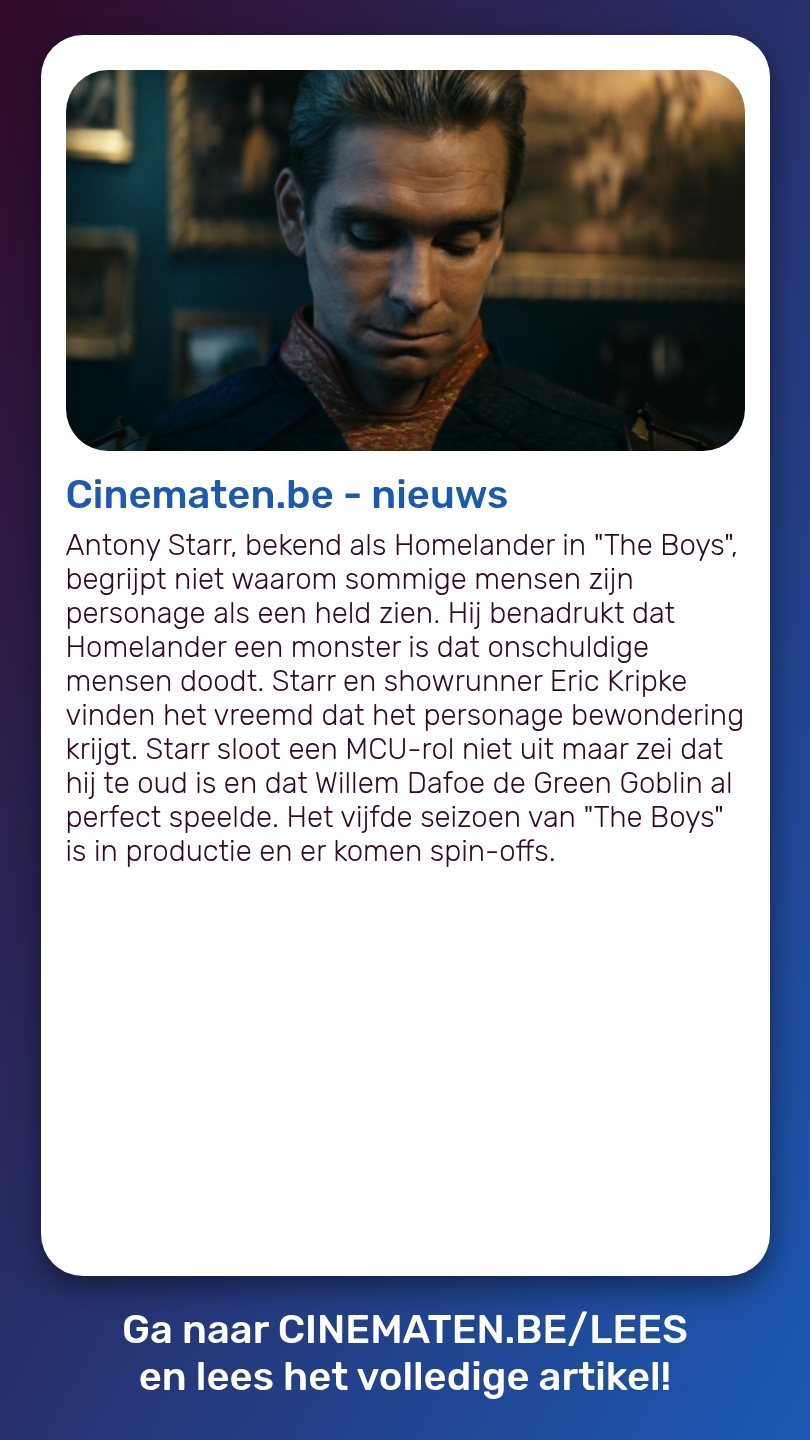 Cinematen.be - nieuws
Antony Starr, bekend als Homelander in "The Boys",
begrijpt niet waarom sommige mensen zijn
personage als een held zien. Hij benadrukt dat
Homelander een monster is dat onschuldige
mensen doodt. Starr en showrunner Eric Kripke
vinden het vreemd dat het personage bewondering
krijgt. Starr sloot een MCU-rol niet uit maar zei dat
hij te oud is en dat Willem Dafoe de Green Goblin al
perfect speelde. Het vijfde seizoen van "The Boys"
is in productie en er komen spin-offs.
Ga naar CINEMATEN.BE/LEES
en lees het volledige artikel!